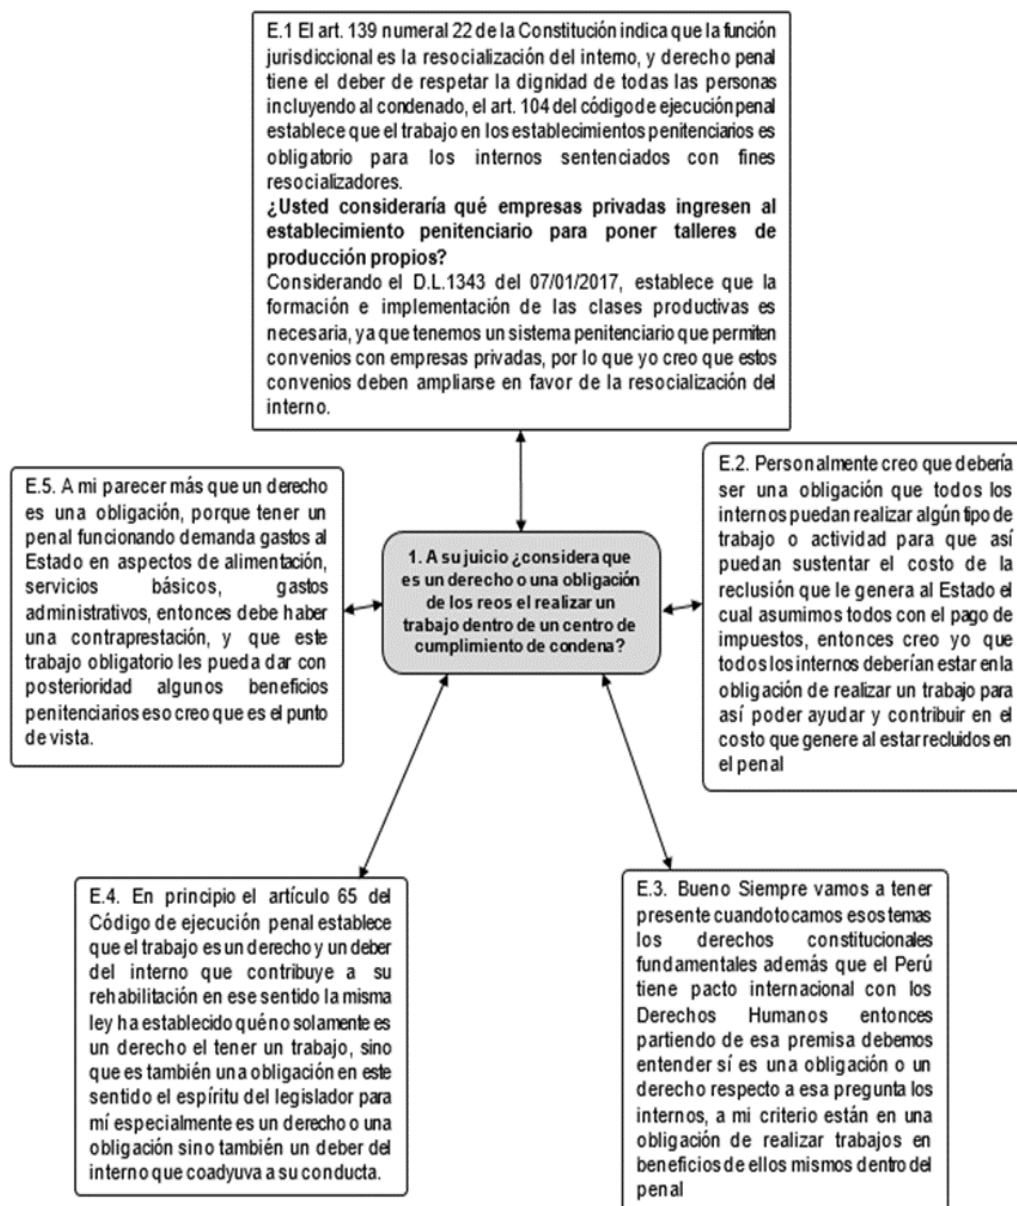 E.1 El art. 139 numeral 22 de la Constitución indica que la función
jurisdiccional es la resocialización del interno, y derecho penal
tiene el deber de respetar la dignidad de todas las personas
incluyendo al condenado, el art. 104 del código de ejecución penal
establece que el trabajo en los establecimientos penitenciarios es
obligatorio para los internos sentenciados con fines
resocializadores.
¿Usted consideraría qué empresas privadas ingresen al
establecimiento penitenciario para poner talleres de
producción propios?
Considerando el D.L.1343 del 07/01/2017, establece que la
formación e implementación de las clases productivas es
necesaria, ya que tenemos un sistema penitenciario que permiten
convenios con empresas privadas, por lo que yo creo que estos
convenios deben ampliarse en favor de la resocialización del
interno.
E.5. A mi parecer más que un derecho
es una obligación, porque tener un
penal funcionando demanda gastos al
Estado en aspectos de alimentación,
servicios básicos, gastos
administrativos, entonces debe haber
una contraprestación, y que este
trabajo obligatorio les pueda dar con
posterioridad algunos beneficios
penitenciarios eso creo que es el punto
de vista.
1. A su juicio ¿considera que
es un derecho o una obligación
de los reos el realizar un
trabajo dentro de un centro de
cumplimiento de condena?
E.2. Personalmente creo que debería
ser una obligación que todos los
internos puedan realizar algún tipo de
trabajo o actividad para que así
puedan sustentar el costo de la
reclusión que le genera al Estado el
cual asumimos todos con el pago de
impuestos, entonces creo yo que
todos los internos deberían estar en la
obligación de realizar un trabajo para
así poder ayudar y contribuir en el
costo que genere al estar recluidos en
el penal
E.4. En principio el artículo 65 del
Código de ejecución penal establece
que el trabajo es un derecho y un deber
del interno que contribuye a su
rehabilitación en ese sentido la misma
ley ha establecido qué no solamente es
un derecho el tener un trabajo, sino
que es también una obligación en este
sentido el espíritu del legislador para
mí especialmente es un derecho o una
obligación sino también un deber del
interno que coadyuva a su conducta.
E.3. Bueno Siempre vamos a tener
presente cuando tocamos esos temas
los derechos constitucionales
fundamentales además que el Perú
tiene pacto internacional con los
Derechos Humanos entonces
partiendo de esa premisa debemos
entender sí es una obligación o un
derecho respecto a esa pregunta los
internos, a mi criterio están en una
obligación de realizar trabajos en
beneficios de ellos mismos dentro del
penal